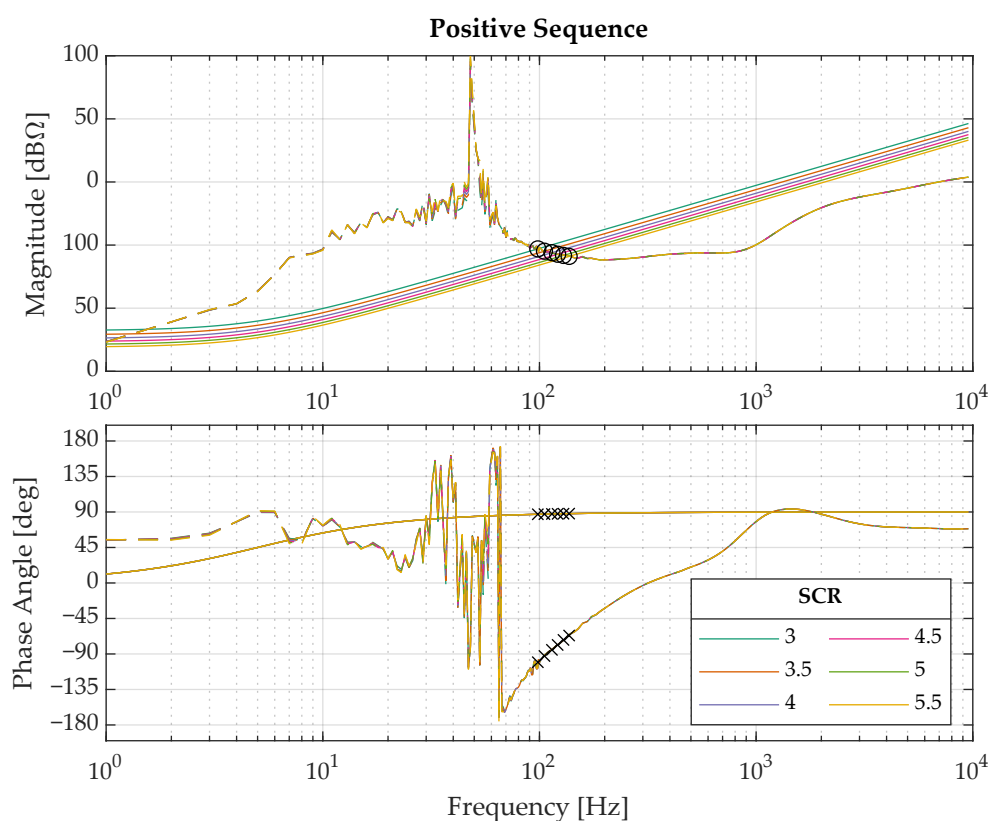 Positive Sequence
Magnitude [dBΩ]
100
50
0
100
50
0
10^0 10^1 10^2 10^3 10^4
Phase Angle [deg]
180
135
90
45
0
−45
−90
−135
−180
SCR
3 4.5
3.5 5
4 5.5
10^0 10^1 10^2 10^3 10^4
Frequency [Hz]